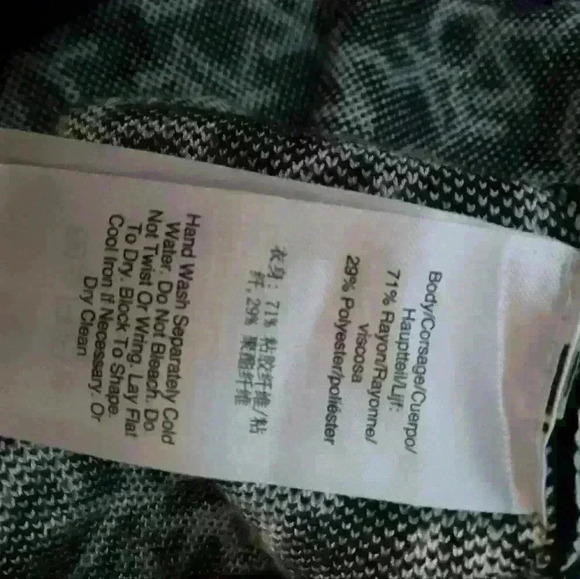 Body/Corsage/Cuerpo/
Hauptteil/Lijf:
71% Rayon/Rayonne/
viscosa
29% Polyester/poliéster
衣身: 71% 粘胶纤维/粘
纤, 29% 聚酯纤维
Hand Wash Separately Cold
Water. Do Not Bleach. Do
Not Twist Or Wring. Lay Flat
To Dry. Block To Shape.
Cool Iron If Necessary. Or
Dry Clean